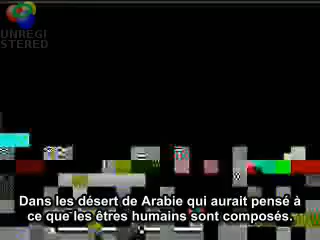 UNREGI
STERED
Dans les désert de Arabie qui aurait pensé à
ce que les êtres humains sont composés.